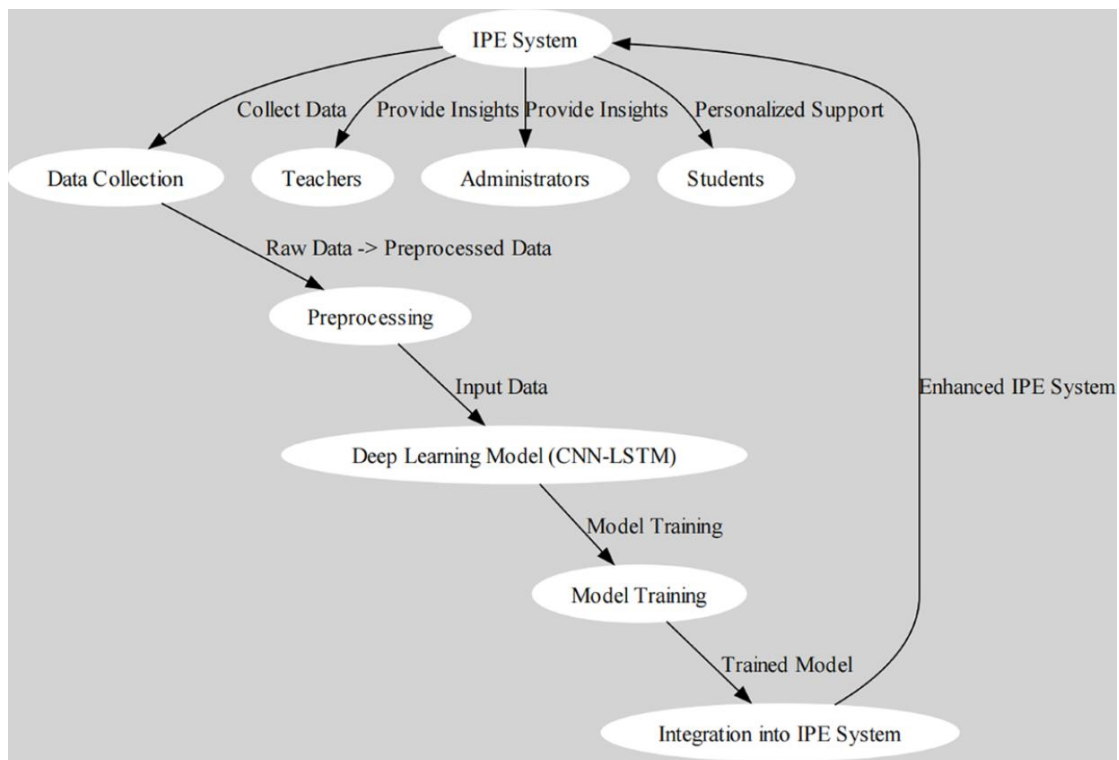 IPE System
Collect Data
Provide Insights
Provide Insights
Personalized Support
Data Collection
Teachers
Administrators
Students
Raw Data -> Preprocessed Data
Preprocessing
Input Data
Enhanced IPE System
Deep Learning Model (CNN-LSTM)
Model Training
Model Training
Trained Model
Integration into IPE System